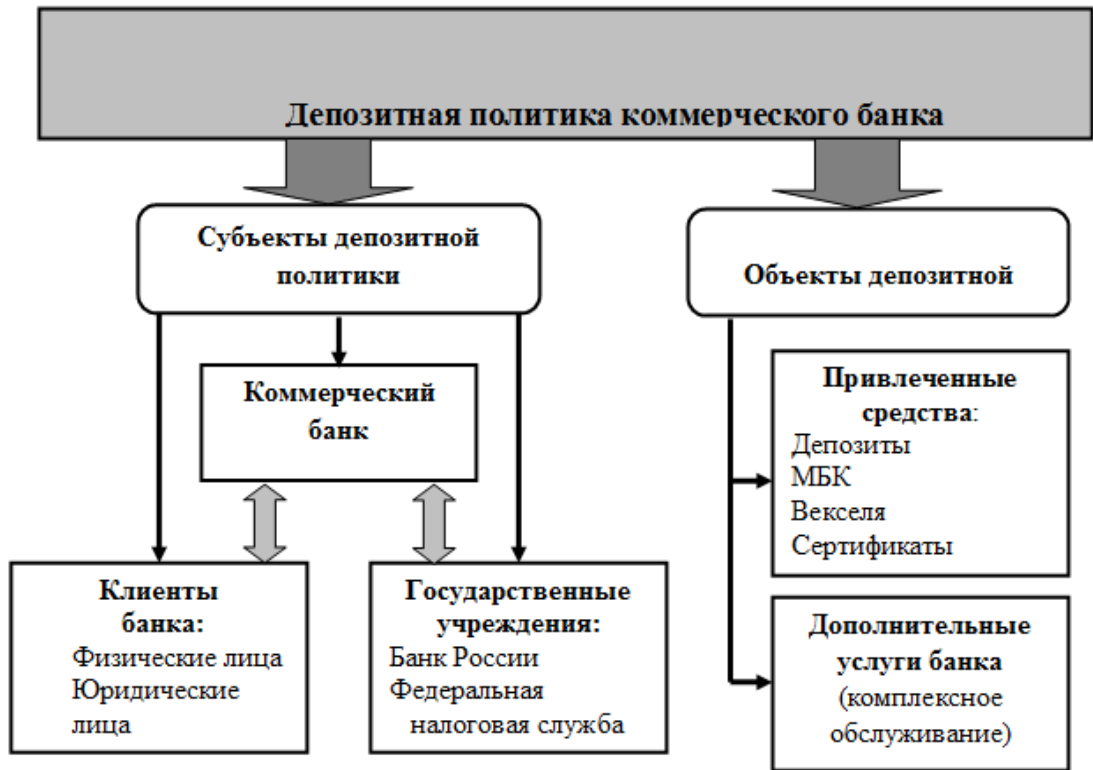 Депозитная политика коммерческого банка
Субъекты депозитной
политики
Объекты депозитной
Коммерческий
банк
Привлеченные
средства:
Депозиты
МБК
Векселя
Сертификаты
Клиенты
банка:
Физические лица
Юридические
лица
Государственные
учреждения:
Банк России
Федеральная
налоговая служба
Дополнительные
услуги банка
(комплексное
обслуживание)